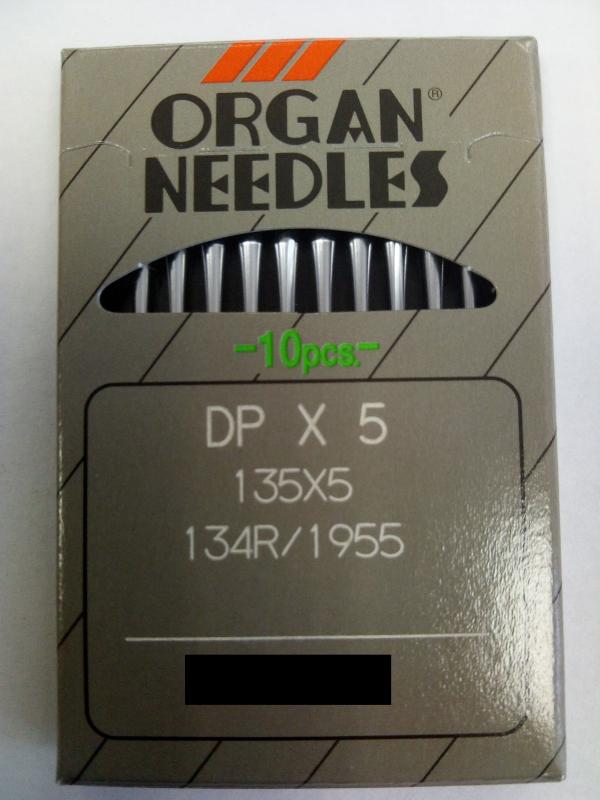 ORGAN®
NEEDLES
-10pcs.-
DP X 5
135X5
134R/1955